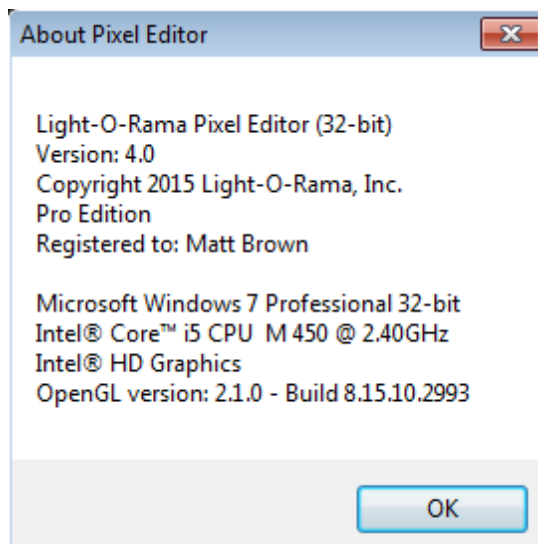 About Pixel Editor
Light-O-Rama Pixel Editor (32-bit)
Version: 4.0
Copyright 2015 Light-O-Rama, Inc.
Pro Edition
Registered to: Matt Brown
Microsoft Windows 7 Professional 32-bit
Intel® Core™ i5 CPU  M 450 @ 2.40GHz
Intel® HD Graphics
OpenGL version: 2.1.0 - Build 8.15.10.2993
OK